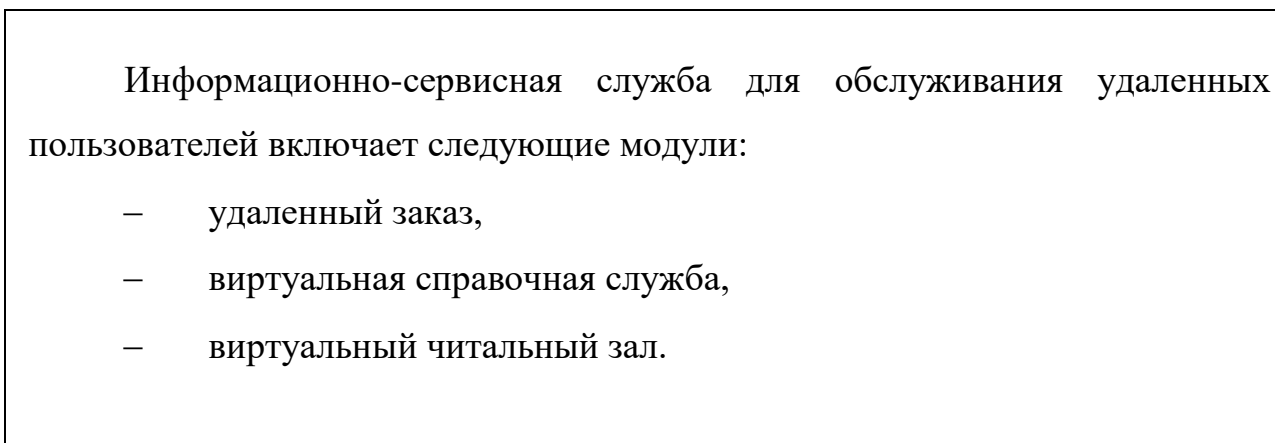 Информационно-сервисная служба для обслуживания удаленных
пользователей включает следующие модули:
– удаленный заказ,
– виртуальная справочная служба,
– виртуальный читальный зал.